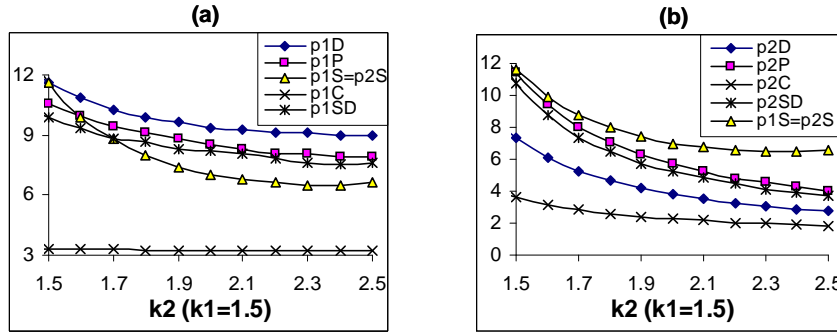 (a)
p1D
p1P
p1S=p2S
p1C
p1SD
12
9
6
3
1.5 1.7 1.9 2.1 2.3 2.5
k2 (k1=1.5)
(b)
p2D
p2P
p2C
p2SD
p1S=p2S
12
10
8
6
4
2
0
1.5 1.7 1.9 2.1 2.3 2.5
k2 (k1=1.5)